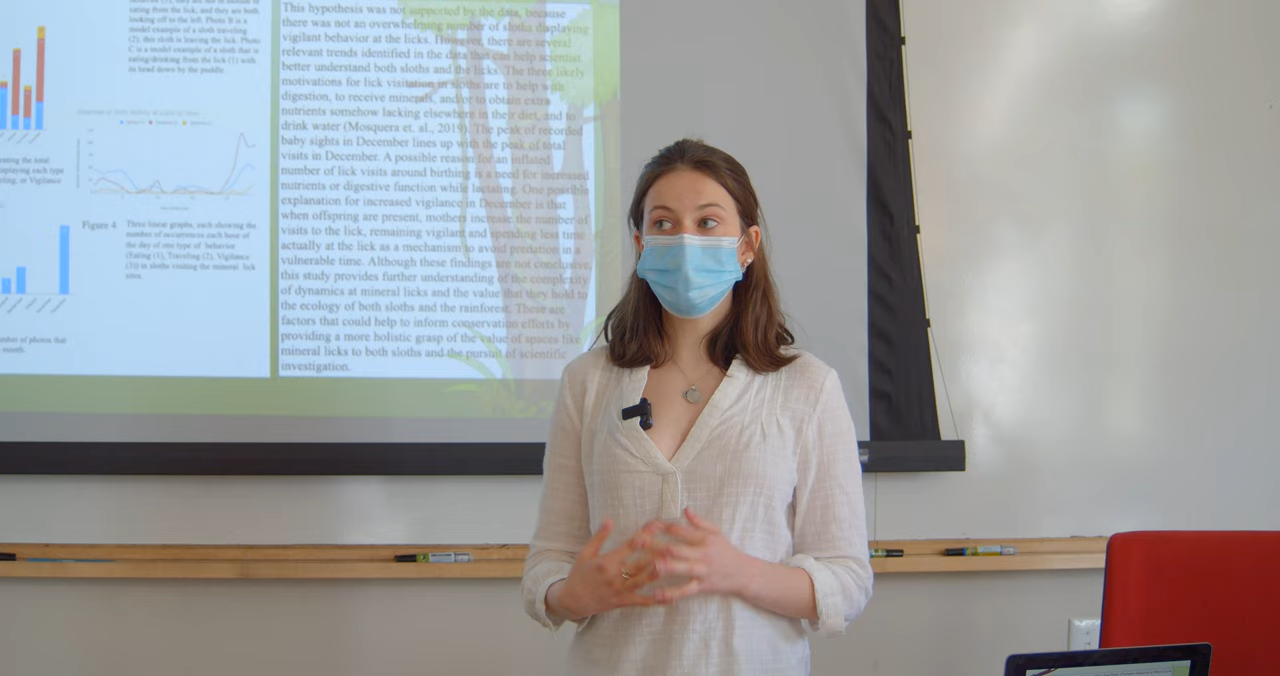 eating from the lick, and they are both
looking off to the left. Photo B is a
model example of a sloth traveling
(2), this sloth is leaving the lick. Photo
C is a model example of a sloth that is
eating/drinking from the lick (1) with
its head down by the puddle.
the total
displaying each type
or Vigilance
Figure 4
Three linear graphs, each showing the
number of occurrences each hour of
the day of one type of behavior
(Eating (1), Traveling (2), Vigilance
(3)) in sloths visiting the mineral lick
sites.
number of photos that
month.
This hypothesis was not supported by the data, because
there was not an overwhelming number of sloths displaying
vigilant behavior at the licks. However, there are several
relevant trends identified in the data that can help scientist
better understand both sloths and the licks. The three likely
motivations for lick visitation in sloths are to help with
digestion, to receive minerals, and/or to obtain extra
nutrients somehow lacking elsewhere in their diet, and to
drink water (Mosquera et. al., 2019). The peak of recorded
baby sights in December lines up with the peak of total
visits in December. A possible reason for an inflated
number of lick visits around birthing is a need for increased
nutrients or digestive function while lactating. One possible
explanation for increased vigilance in December is that
when offspring are present, mothers increase the number of
visits to the lick, remaining vigilant and spending less time
actually at the lick as a mechanism to avoid predation in a
vulnerable time. Although these findings are not conclusive,
this study provides further understanding of the complexity
of dynamics at mineral licks and the value that they hold to
the ecology of both sloths and the rainforest. These are
factors that could help to inform conservation efforts by
providing a more holistic grasp of the value of spaces like
mineral licks to both sloths and the pursuit of scientific
investigation.